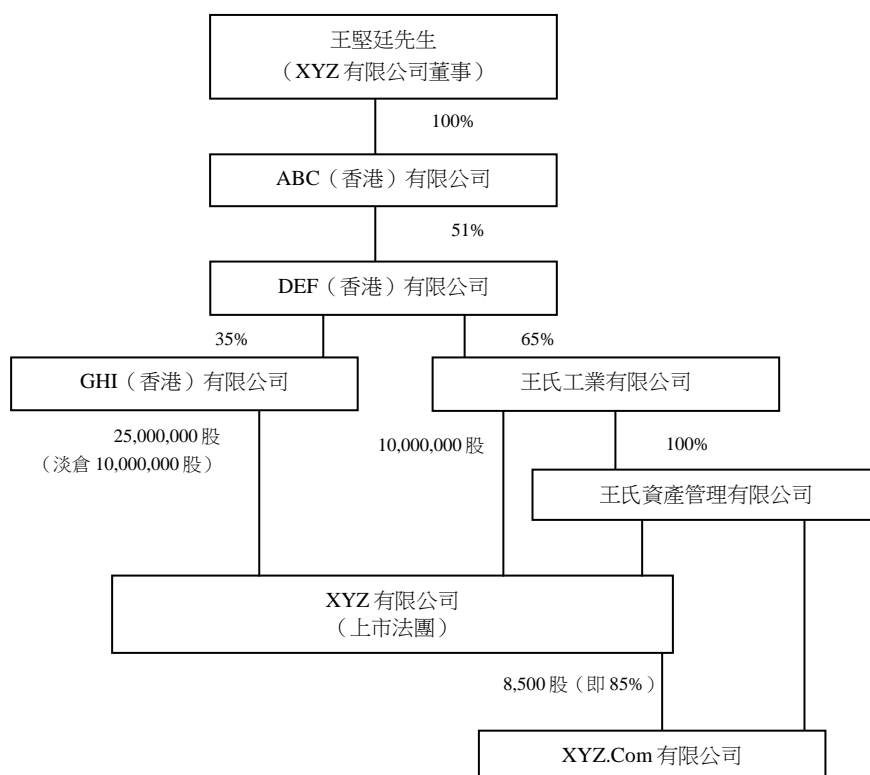 王堅廷先生
（XYZ 有限公司董事）
100%
ABC（香港）有限公司
51%
DEF（香港）有限公司
35%
65%
GHI（香港）有限公司
王氏工業有限公司
25,000,000 股
（淡倉 10,000,000 股）
10,000,000 股
100%
王氏資產管理有限公司
XYZ 有限公司
（上市法團）
8,500 股（即 85%）
XYZ.Com 有限公司